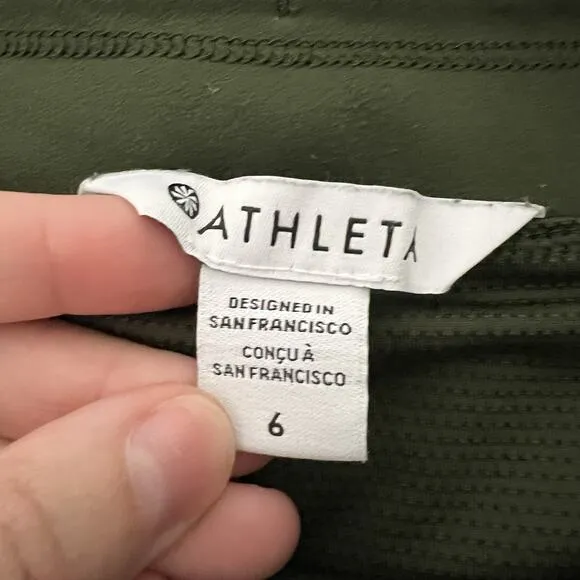 ATHLETA
DESIGNED IN
SAN FRANCISCO
CONÇU À
SAN FRANCISCO
6